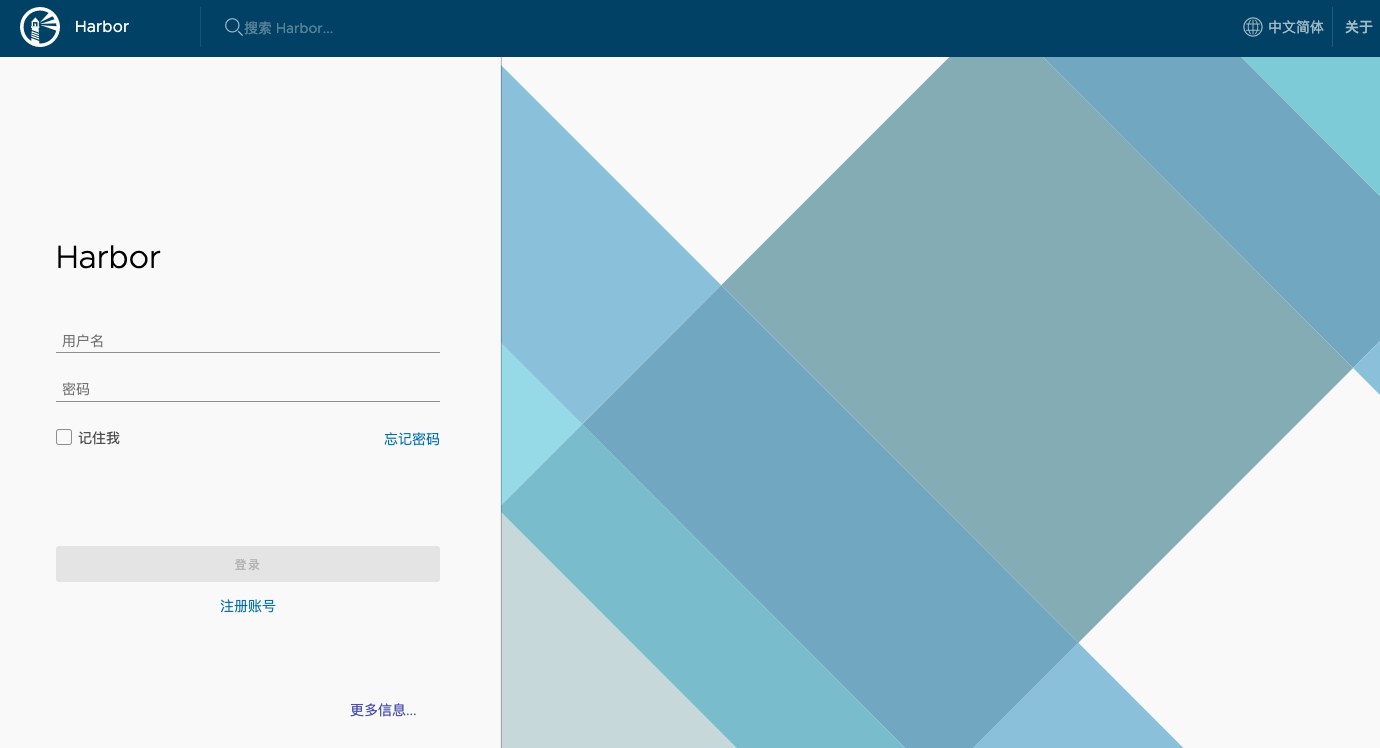 Harbor
搜索 Harbor...
中文简体
关于
Harbor
用户名
密码
记住我
忘记密码
登录
注册账号
更多信息...